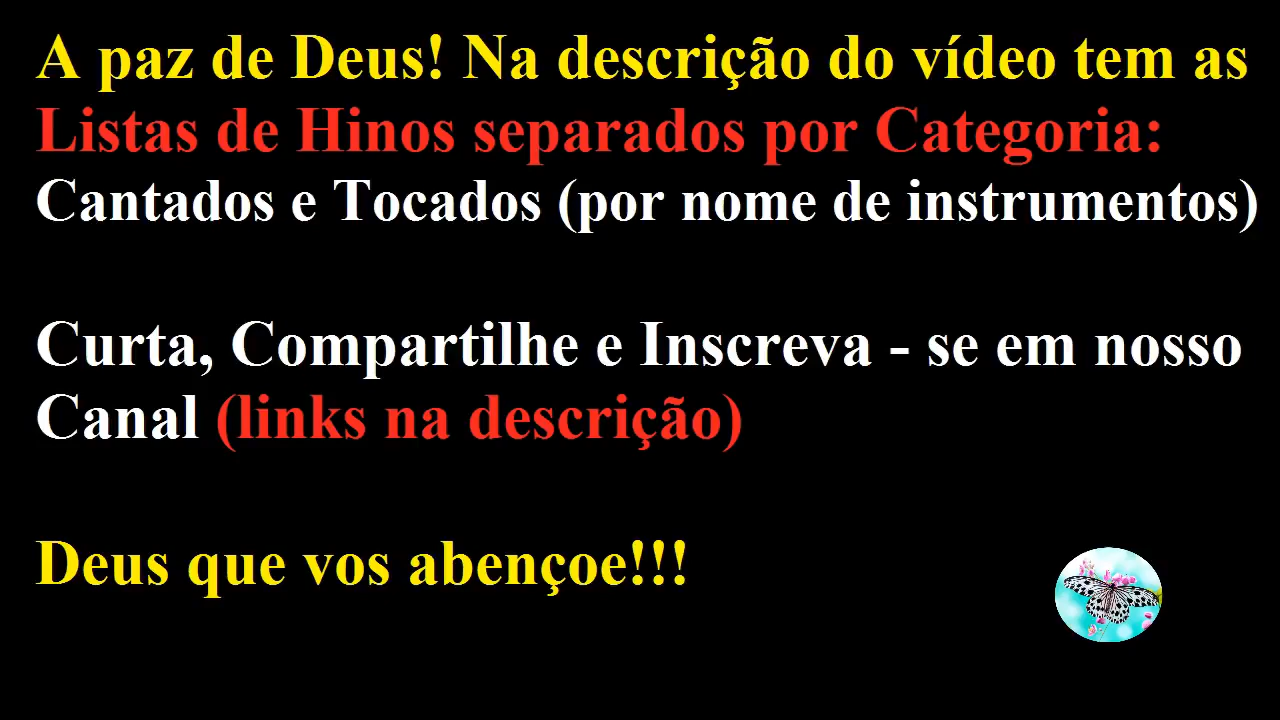 A paz de Deus! Na descrição do vídeo tem as
Listas de Hinos separados por Categoria:
Cantados e Tocados (por nome de instrumentos)
Curta, Compartilhe e Inscreva - se em nosso
Canal (links na descrição)
Deus que vos abençoe!!!